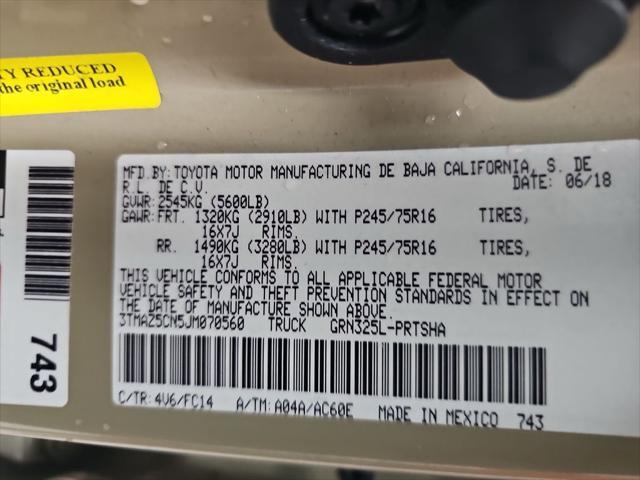 TY REDUCED
the original load
743
MFD.BY:TOYOTA MOTOR MANUFACTURING DE BAJA CALIFORNIA, S. DE
R.L. DE C.V. DATE: 06/18
GVWR:2545KG (5600LB)
GAWR:FRT. 1320KG (2910LB) WITH P245/75R16 TIRES,
16X7J RIMS.
RR. 1490KG (3280LB) WITH P245/75R16 TIRES,
16X7J RIMS.
THIS VEHICLE CONFORMS TO ALL APPLICABLE FEDERAL MOTOR
VEHICLE SAFETY AND THEFT PREVENTION STANDARDS IN EFFECT ON
THE DATE OF MANUFACTURE SHOWN ABOVE.
3TMAZ5CN5JM070560 TRUCK GRN325L-PRTSHA
C/TR: 4V6/FC14 A/TM: A04A/AC60E MADE IN MEXICO 743